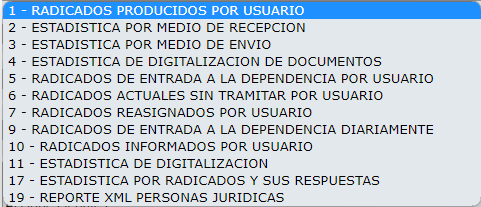 1 - RADICADOS PRODUCIDOS POR USUARIO
2 - ESTADISTICA POR MEDIO DE RECEPCION
3 - ESTADISTICA POR MEDIO DE ENVIO
4 - ESTADISTICA DE DIGITALIZACION DE DOCUMENTOS
5 - RADICADOS DE ENTRADA A LA DEPENDENCIA POR USUARIO
6 - RADICADOS ACTUALES SIN TRAMITAR POR USUARIO
7 - RADICADOS REASIGNADOS POR USUARIO
9 - RADICADOS DE ENTRADA A LA DEPENDENCIA DIARIAMENTE
10 - RADICADOS INFORMADOS POR USUARIO
11 - ESTADISTICA DE DIGITALIZACION
17 - ESTADISTICA POR RADICADOS Y SUS RESPUESTAS
19 - REPORTE XML PERSONAS JURIDICAS